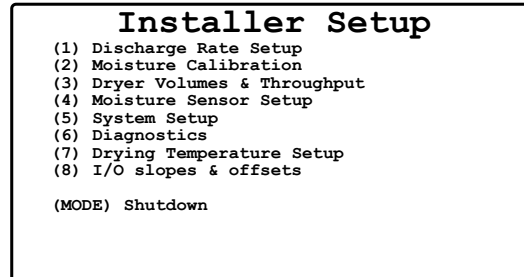 Installer Setup
(1) Discharge Rate Setup
(2) Moisture Calibration
(3) Dryer Volumes & Throughput
(4) Moisture Sensor Setup
(5) System Setup
(6) Diagnostics
(7) Drying Temperature Setup
(8) I/O slopes & offsets
(MODE) Shutdown